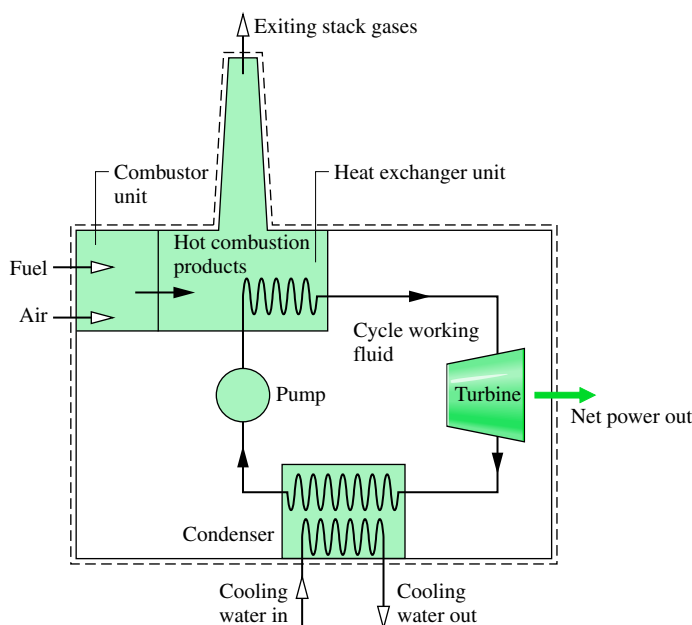 Exiting stack gases
Combustor
unit
Heat exchanger unit
Hot combustion
products
Fuel
Air
Cycle working
fluid
Pump
Turbine
Net power out
Condenser
Cooling
water in
Cooling
water out